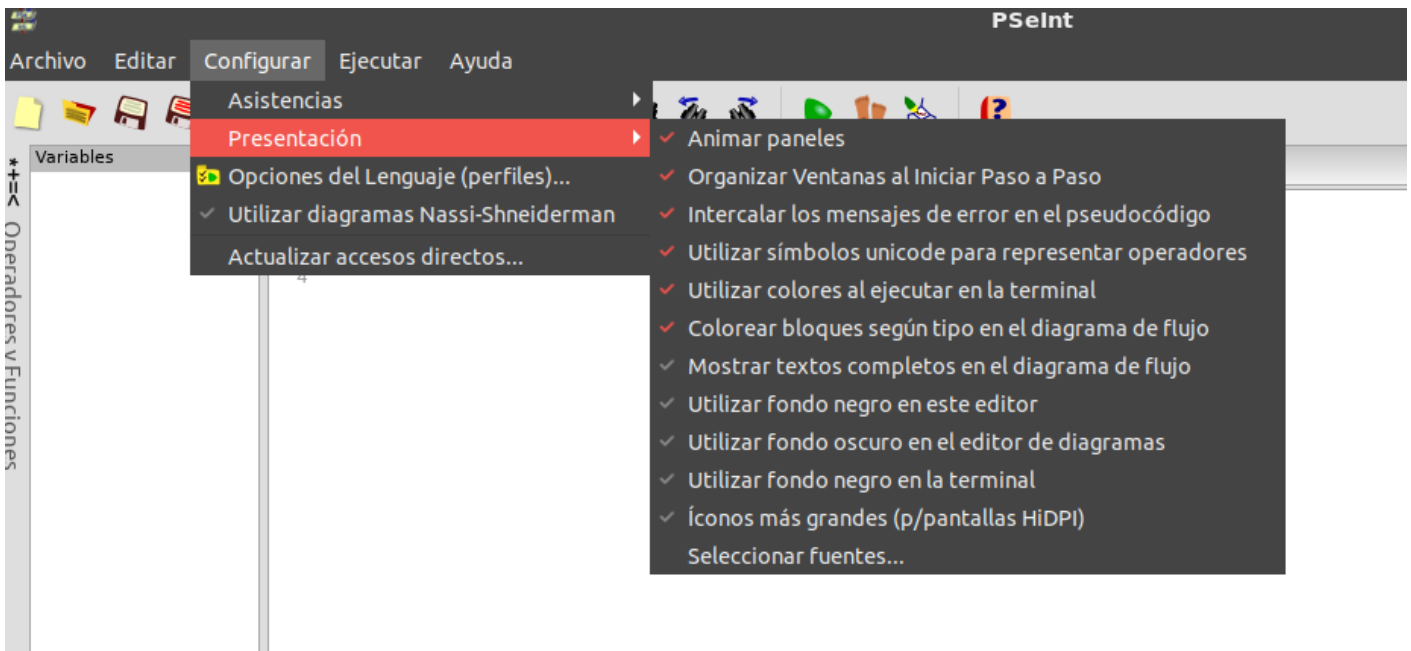 PSeInt
Archivo Editar Configurar Ejecutar Ayuda
Asistencias
Presentación
Opciones del Lenguaje (perfiles)...
Utilizar diagramas Nassi-Shneiderman
Actualizar accesos directos...
Animar paneles
Organizar Ventanas al Iniciar Paso a Paso
Intercalar los mensajes de error en el pseudocódigo
Utilizar símbolos unicode para representar operadores
Utilizar colores al ejecutar en la terminal
Colorear bloques según tipo en el diagrama de flujo
Mostrar textos completos en el diagrama de flujo
Utilizar fondo negro en este editor
Utilizar fondo oscuro en el editor de diagramas
Utilizar fondo negro en la terminal
Íconos más grandes (p/pantallas HiDPI)
Seleccionar fuentes...
Variables
*+=< Operadores y Funciones
4